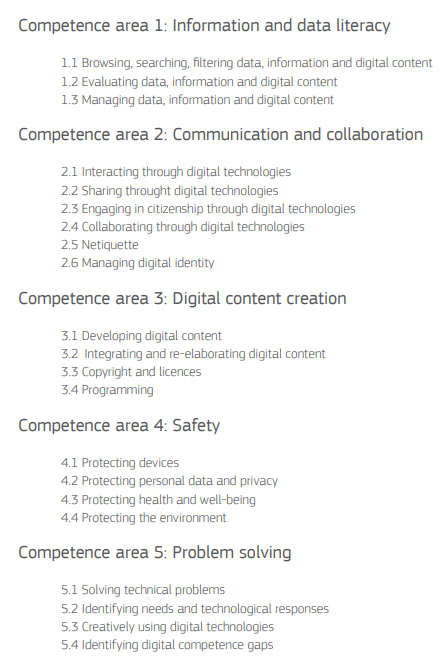 Competence area 1: Information and data literacy
1.1 Browsing, searching, filtering data, information and digital content
1.2 Evaluating data, information and digital content
1.3 Managing data, information and digital content
Competence area 2: Communication and collaboration
2.1 Interacting through digital technologies
2.2 Sharing throught digital technologies
2.3 Engaging in citizenship through digital technologies
2.4 Collaborating through digital technologies
2.5 Netiquette
2.6 Managing digital identity
Competence area 3: Digital content creation
3.1 Developing digital content
3.2 Integrating and re-elaborating digital content
3.3 Copyright and licences
3.4 Programming
Competence area 4: Safety
4.1 Protecting devices
4.2 Protecting personal data and privacy
4.3 Protecting health and well-being
4.4 Protecting the environment
Competence area 5: Problem solving
5.1 Solving technical problems
5.2 Identifying needs and technological responses
5.3 Creatively using digital technologies
5.4 Identifying digital competence gaps